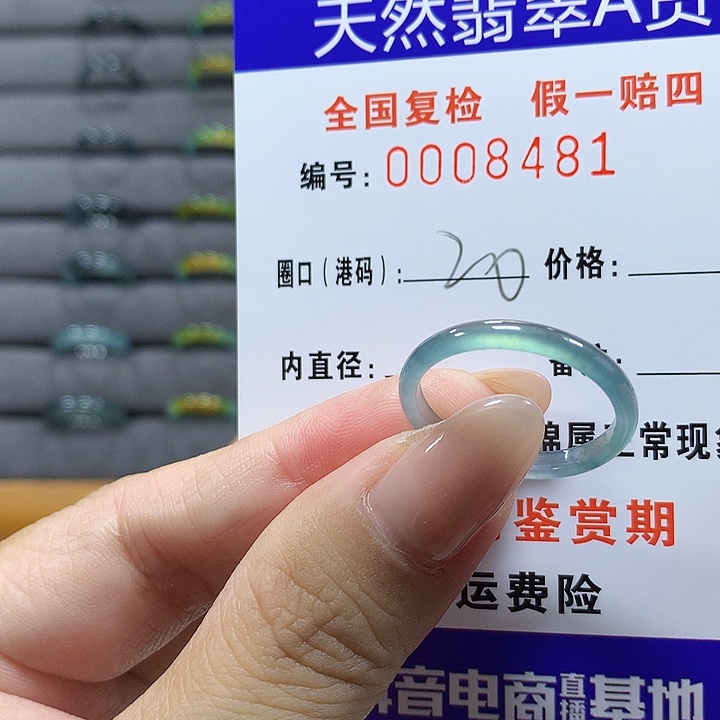 天然翡翠A货
全国复检 假一赔四
编号: 0008481
圈口(港码): 20 价格:
内直径: 备注:
棉属正常现象
鉴赏期
运费险
音电商直播基地